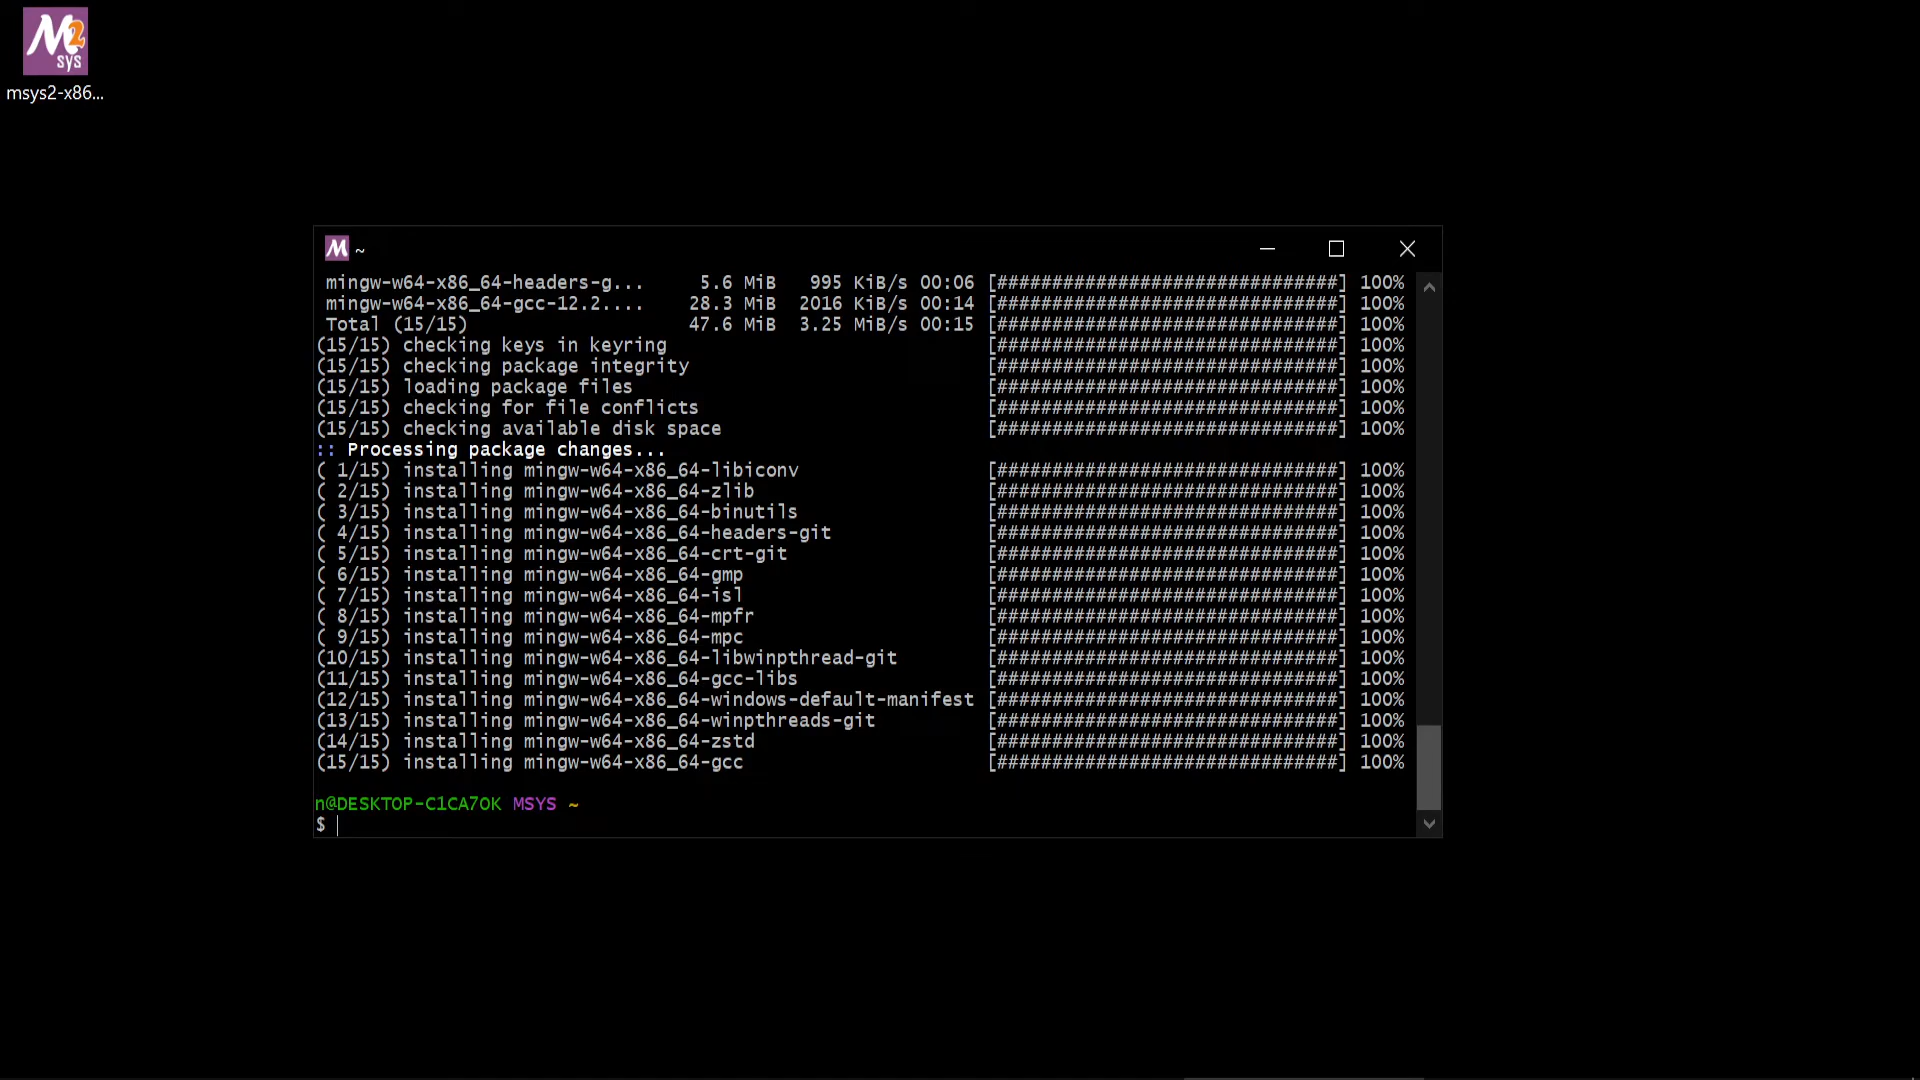 M2
sys
msys2-x86...
M ~
mingw-w64-x86_64-headers-g... 5.6 MiB 995 KiB/s 00:06 [###############################] 100%
mingw-w64-x86_64-gcc-12.2.... 28.3 MiB 2016 KiB/s 00:14 [###############################] 100%
Total (15/15) 47.6 MiB 3.25 MiB/s 00:15 [###############################] 100%
(15/15) checking keys in keyring [###############################] 100%
(15/15) checking package integrity [###############################] 100%
(15/15) loading package files [###############################] 100%
(15/15) checking for file conflicts [###############################] 100%
(15/15) checking available disk space [###############################] 100%
:: Processing package changes...
( 1/15) installing mingw-w64-x86_64-libiconv [###############################] 100%
( 2/15) installing mingw-w64-x86_64-zlib [###############################] 100%
( 3/15) installing mingw-w64-x86_64-binutils [###############################] 100%
( 4/15) installing mingw-w64-x86_64-headers-git [###############################] 100%
( 5/15) installing mingw-w64-x86_64-crt-git [###############################] 100%
( 6/15) installing mingw-w64-x86_64-gmp [###############################] 100%
( 7/15) installing mingw-w64-x86_64-isl [###############################] 100%
( 8/15) installing mingw-w64-x86_64-mpfr [###############################] 100%
( 9/15) installing mingw-w64-x86_64-mpc [###############################] 100%
(10/15) installing mingw-w64-x86_64-libwinpthread-git [###############################] 100%
(11/15) installing mingw-w64-x86_64-gcc-libs [###############################] 100%
(12/15) installing mingw-w64-x86_64-windows-default-manifest [###############################] 100%
(13/15) installing mingw-w64-x86_64-winpthreads-git [###############################] 100%
(14/15) installing mingw-w64-x86_64-zstd [###############################] 100%
(15/15) installing mingw-w64-x86_64-gcc [###############################] 100%
n@DESKTOP-C1CA7OK MSYS ~
$